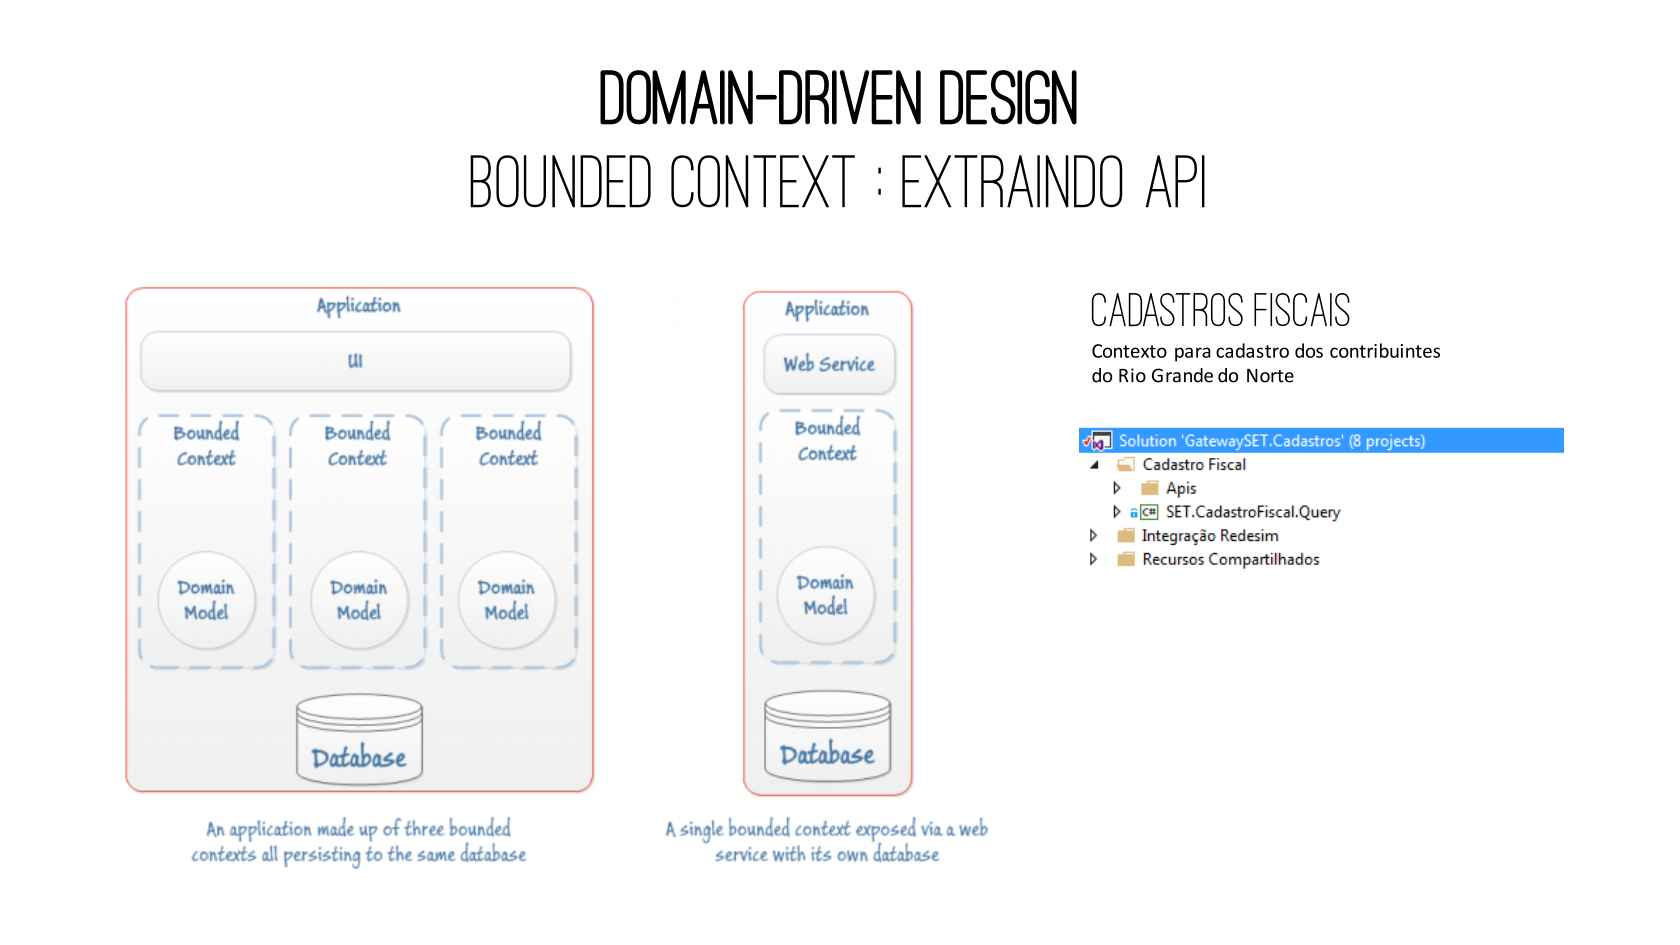 DOMAIN-DRIVEN DESIGN
BOUNDED CONTEXT : EXTRAINDO API
Application
UI
Bounded
Context
Domain
Model
Bounded
Context
Domain
Model
Bounded
Context
Domain
Model
Database
An application made up of three bounded
contexts all persisting to the same database
Application
Web Service
Bounded
Context
Domain
Model
Database
A single bounded context exposed via a web
service with its own database
CADASTROS FISCAIS
Contexto para cadastro dos contribuintes
do Rio Grande do Norte
Solution 'GatewaySET.Cadastros' (8 projects)
Cadastro Fiscal
Apis
C# SET.CadastroFiscal.Query
Integração Redesim
Recursos Compartilhados